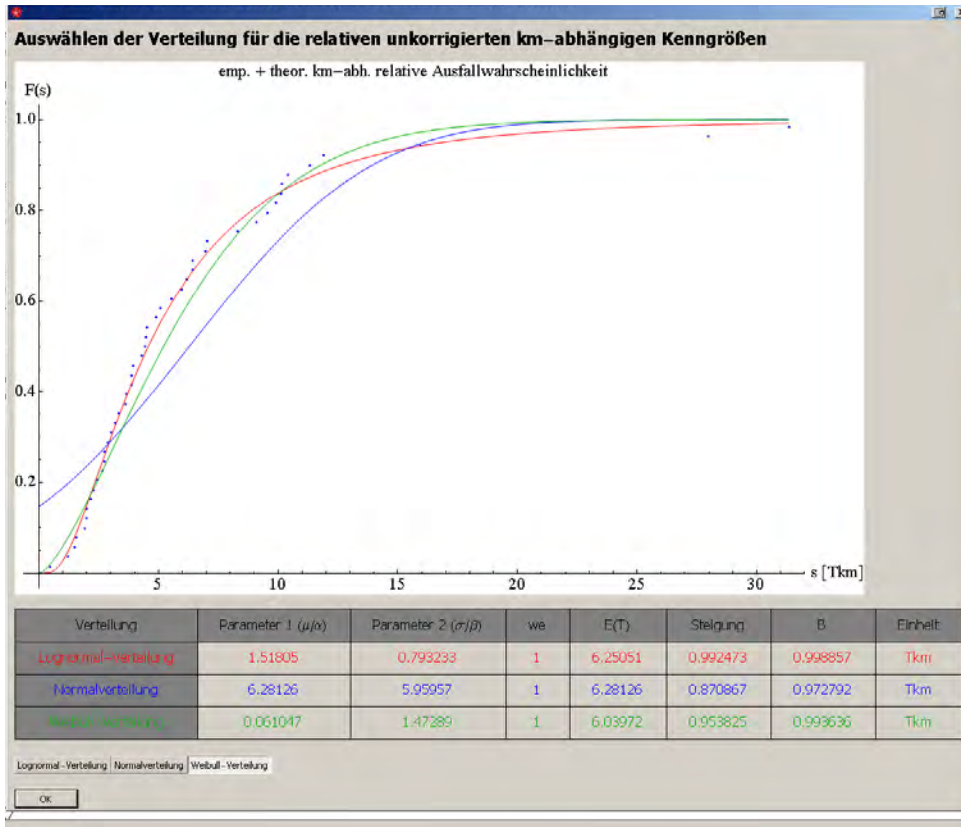 Auswählen der Verteilung für die relativen unkorrigierten km-abhängigen Kenngrößen
emp. + theor. km-abh. relative Ausfallwahrscheinlichkeit
F(s)
1.0
0.8
0.6
0.4
0.2
5 10 15 20 25 30 s [Tkm]
Verteilung Parameter 1 (μ/α) Parameter 2 (σ/β) we E(T) Steigung B Einheit
Lognormal-Verteilung 1.51805 0.793233 1 6.25051 0.992473 0.998857 Tkm
Normalverteilung 6.28126 5.95957 1 6.28126 0.870867 0.972792 Tkm
Weibull-Verteilung 0.061047 1.47289 1 6.03972 0.953825 0.993636 Tkm
Lognormal-Verteilung Normalverteilung Weibull-Verteilung
OK